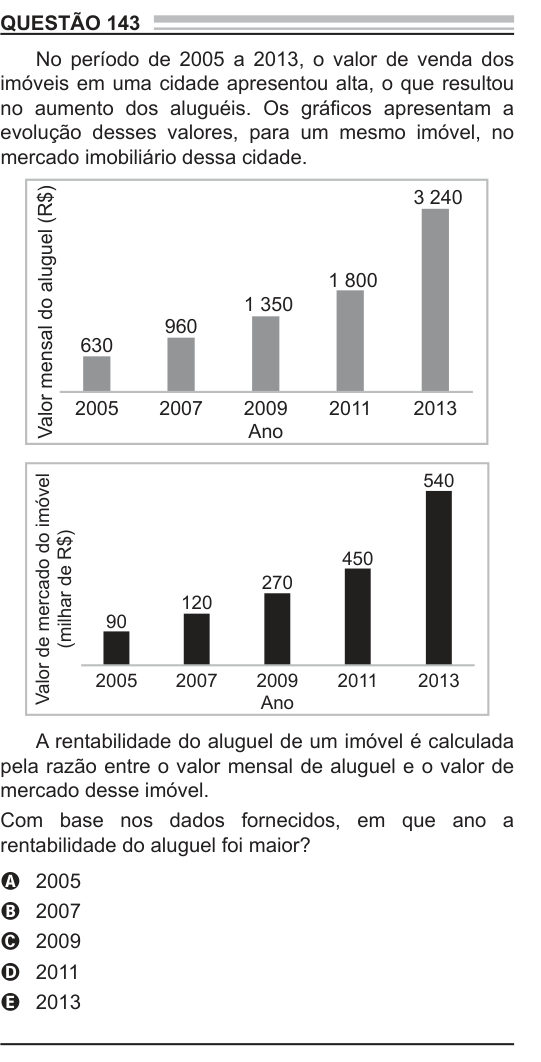 QUESTÃO 143
No período de 2005 a 2013, o valor de venda dos
imóveis em uma cidade apresentou alta, o que resultou
no aumento dos aluguéis. Os gráficos apresentam a
evolução desses valores, para um mesmo imóvel, no
mercado imobiliário dessa cidade.
Valor mensal do aluguel (R$)
630
960
1 350
1 800
3 240
2005 2007 2009 2011 2013
Ano
Valor de mercado do imóvel
(milhar de R$)
90
120
270
450
540
2005 2007 2009 2011 2013
Ano
A rentabilidade do aluguel de um imóvel é calculada
pela razão entre o valor mensal de aluguel e o valor de
mercado desse imóvel.
Com base nos dados fornecidos, em que ano a
rentabilidade do aluguel foi maior?
A 2005
B 2007
C 2009
D 2011
E 2013